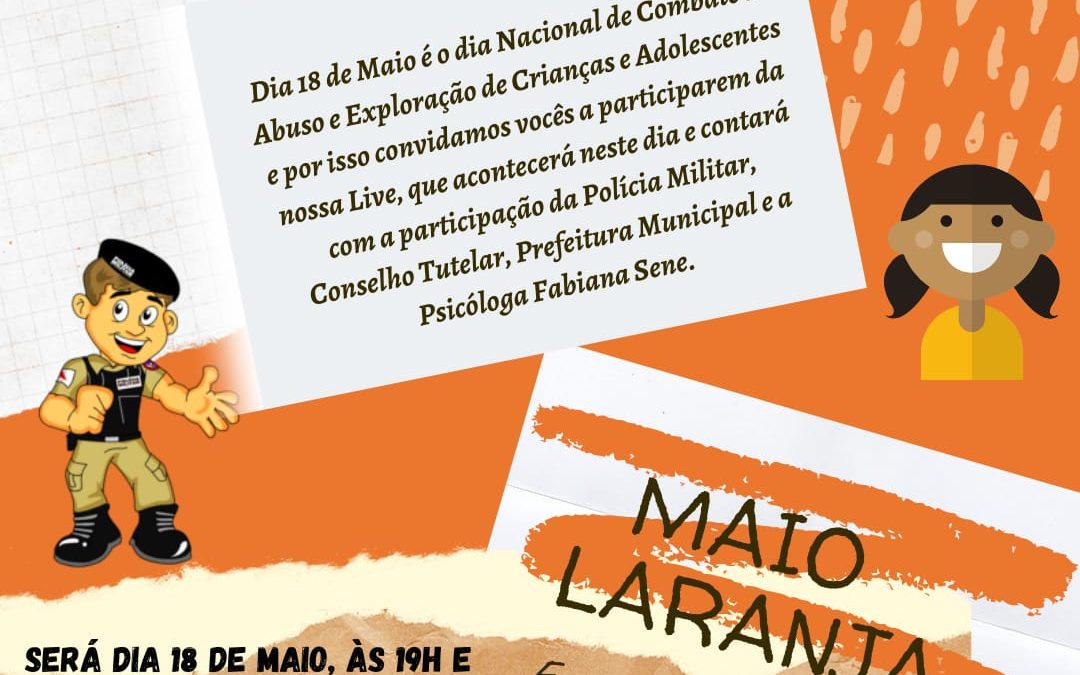 Dia 18 de Maio é o dia Nacional de Combate
Abuso e Exploração de Crianças e Adolescentes
e por isso convidamos vocês a participarem da
nossa Live, que acontecerá neste dia e contará
com a participação da Polícia Militar,
Conselho Tutelar, Prefeitura Municipal e a
Psicóloga Fabiana Sene.
MAIO
LARANJA
SERÁ DIA 18 DE MAIO, ÀS 19H E